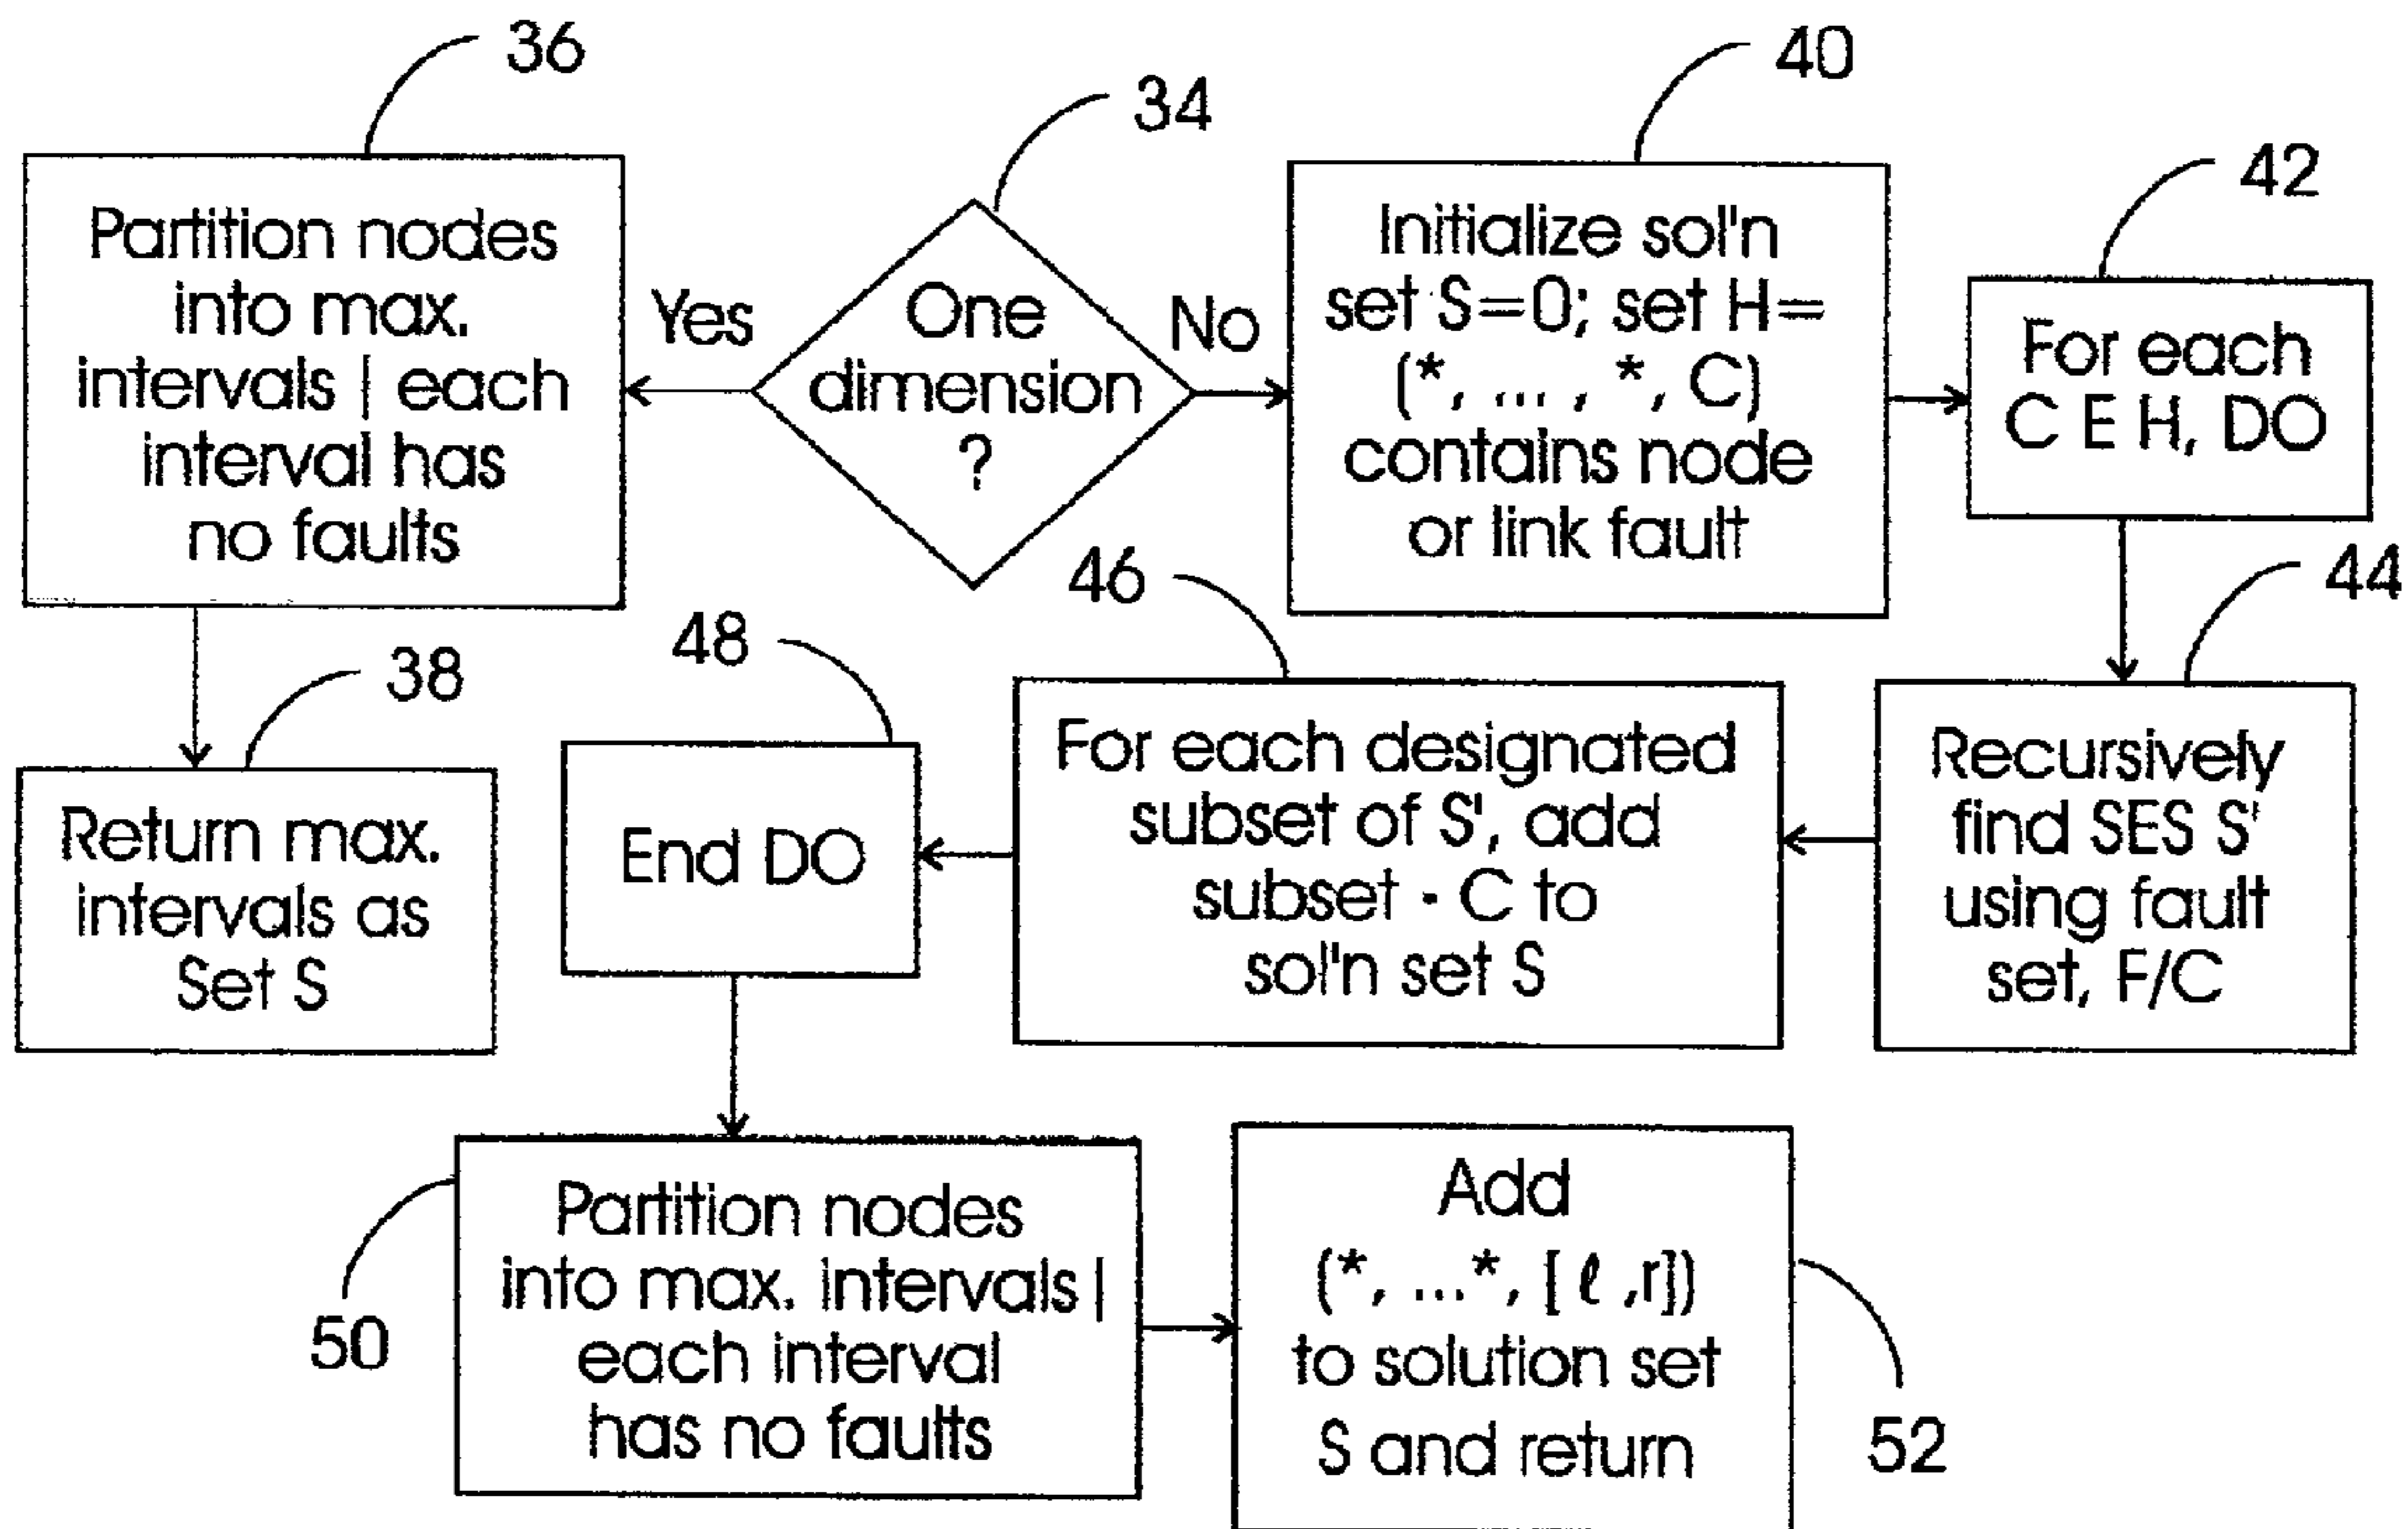 36
Partition nodes
into max.
intervals | each
interval has
no faults
34
One
dimension
?
Yes
No
40
Initialize sol'n
set S=0; set H=
(*, ... , *, C)
contains node
or link fault
42
For each
C E H, DO
44
Recursively
find SES S'
using fault
set, F/C
46
For each designated
subset of S', add
subset · C to
sol'n set S
48
End DO
38
Return max.
intervals as
Set S
50
Partition nodes
into max. intervals |
each interval
has no faults
52
Add
(*, ...*, [ ℓ ,r])
to solution set
S and return